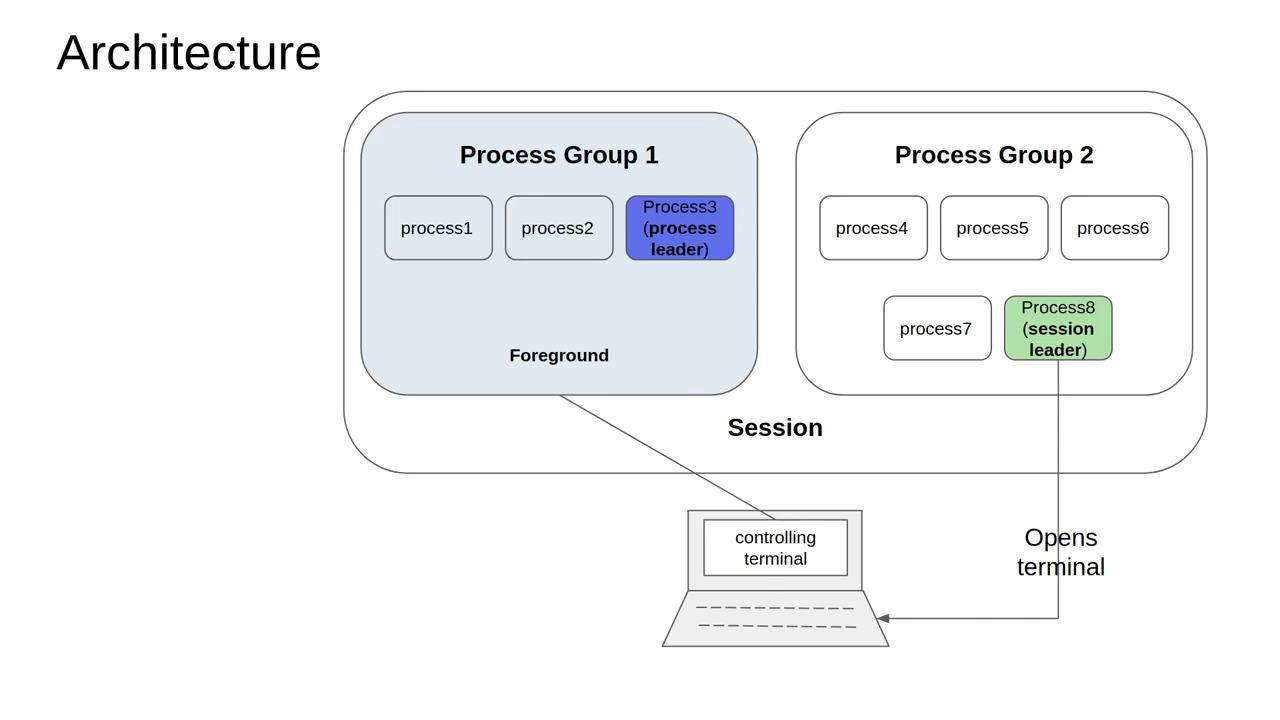 Architecture
Process Group 1
process1
process2
Process3
(process
leader)
Foreground
Process Group 2
process4
process5
process6
process7
Process8
(session
leader)
Session
controlling
terminal
Opens
terminal